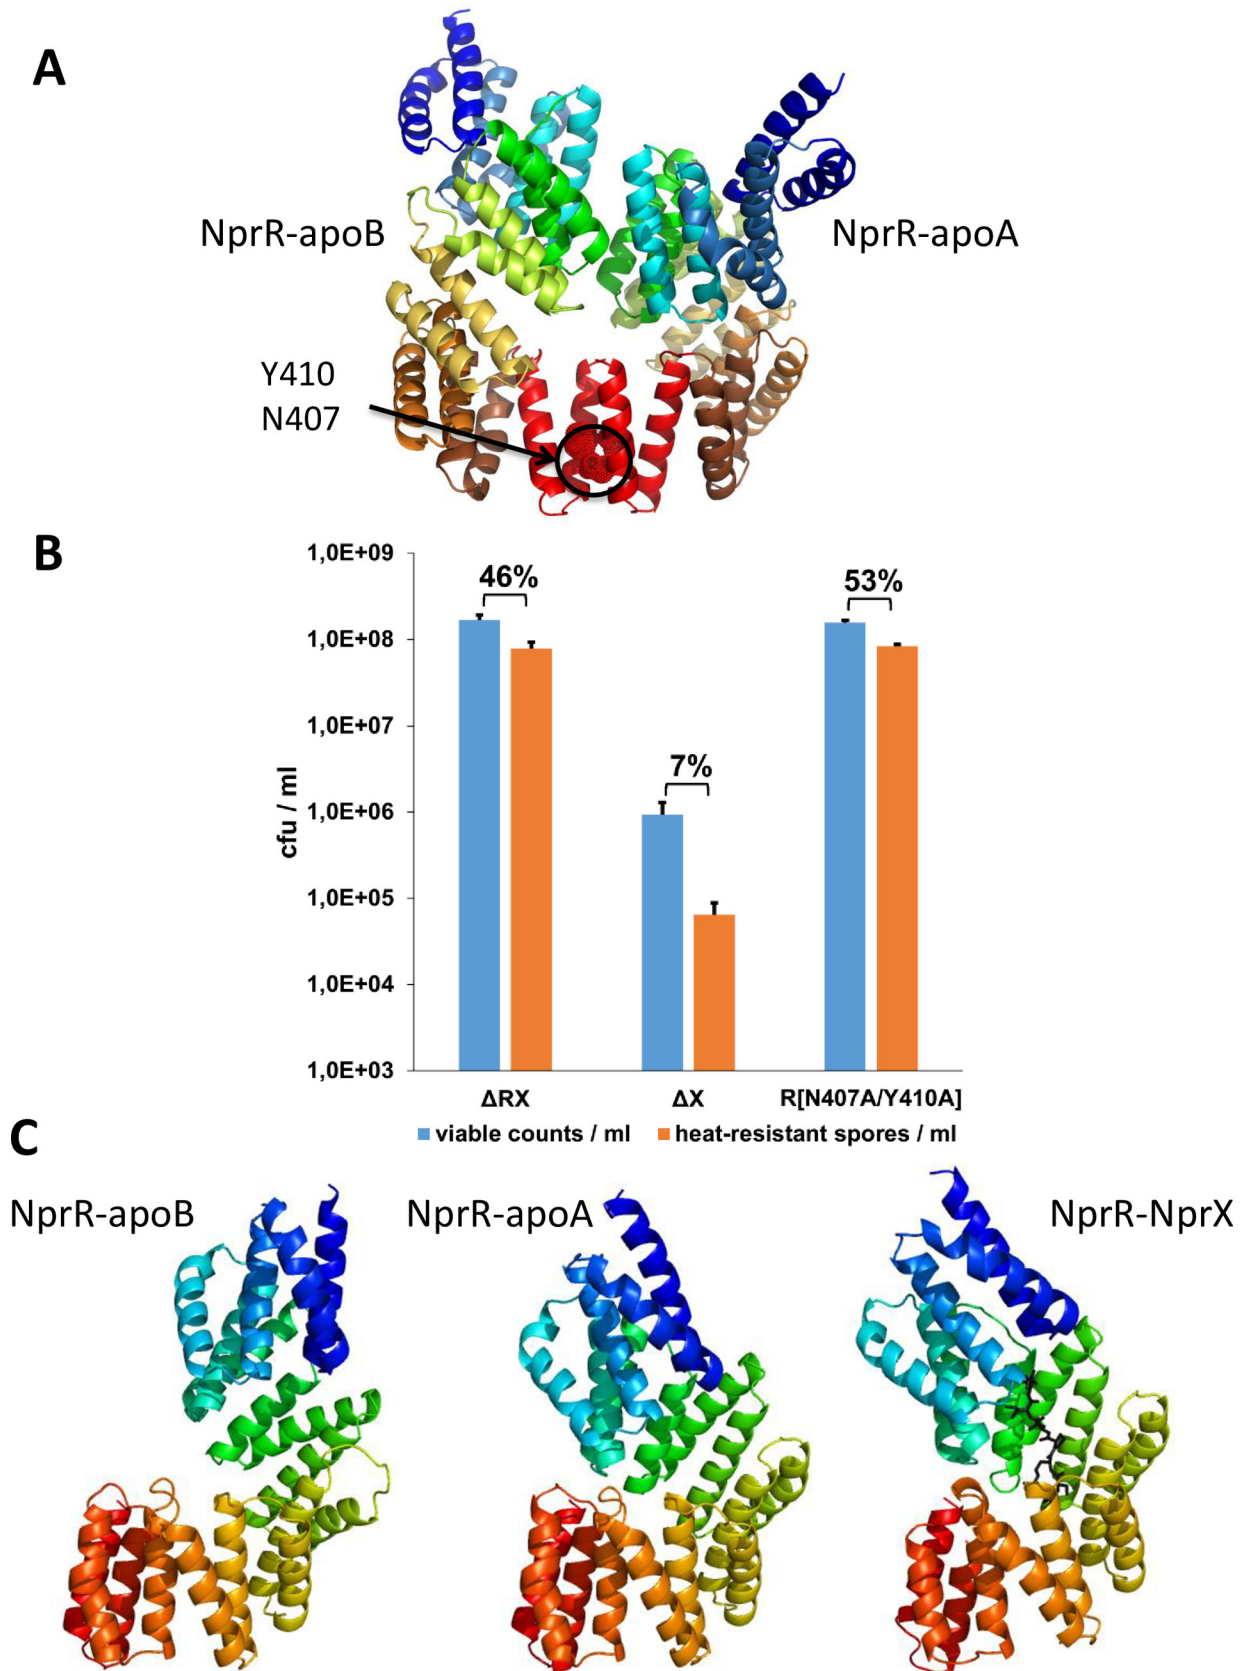 A
NprR-apoB
NprR-apoA
Y410
N407
B
1,0E+09
1,0E+08
1,0E+07
1,0E+06
1,0E+05
1,0E+04
1,0E+03
cfu / ml
46%
7%
53%
ΔRX
ΔX
R[N407A/Y410A]
viable counts / ml
heat-resistant spores / ml
C
NprR-apoB
NprR-apoA
NprR-NprX